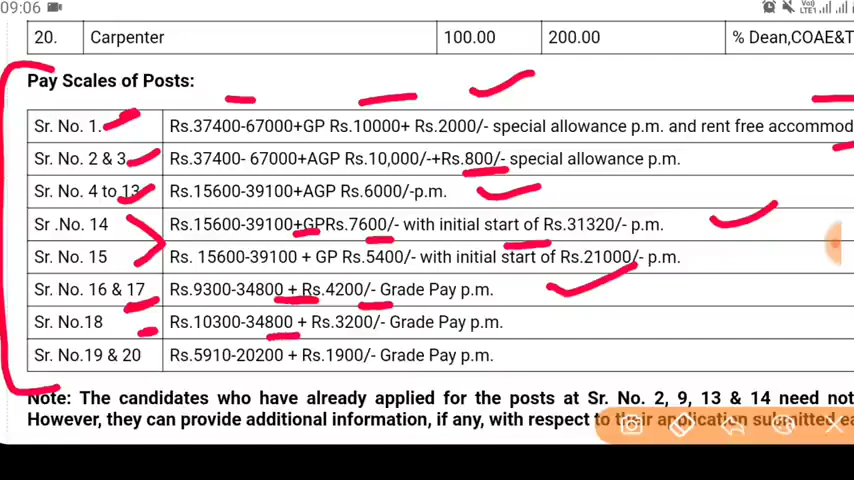 09:06
20. Carpenter 100.00 200.00 % Dean,COAE&T
Pay Scales of Posts:
Sr. No. 1. Rs.37400-67000+GP Rs.10000+ Rs.2000/- special allowance p.m. and rent free accommod
Sr. No. 2 & 3 Rs.37400- 67000+AGP Rs.10,000/-+Rs.800/- special allowance p.m.
Sr. No. 4 to 13 Rs.15600-39100+AGP Rs.6000/-p.m.
Sr .No. 14 Rs.15600-39100+GPRs.7600/- with initial start of Rs.31320/- p.m.
Sr. No. 15 Rs. 15600-39100 + GP Rs.5400/- with initial start of Rs.21000/- p.m.
Sr. No. 16 & 17 Rs.9300-34800 + Rs.4200/- Grade Pay p.m.
Sr. No.18 Rs.10300-34800 + Rs.3200/- Grade Pay p.m.
Sr. No.19 & 20 Rs.5910-20200 + Rs.1900/- Grade Pay p.m.
Note: The candidates who have already applied for the posts at Sr. No. 2, 9, 13 & 14 need not
However, they can provide additional information, if any, with respect to their application submitted ea